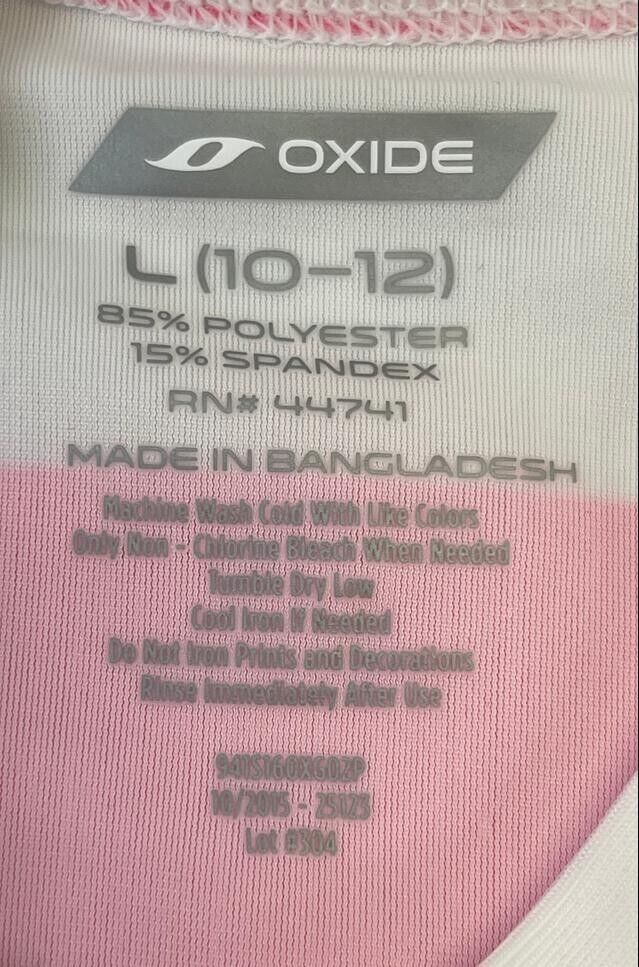 OXIDE
L (10-12)
85% POLYESTER
15% SPANDEX
RN# 44741
MADE IN BANGLADESH
Machine Wash Cold With Like Colors
Only Non - Chlorine Bleach When Needed
Tumble Dry Low
Cool Iron If Needed
Do Not Iron Prints and Decorations
Rinse Immediately After Use
941S160XG02P
10/2015 - 25123
Lot #304